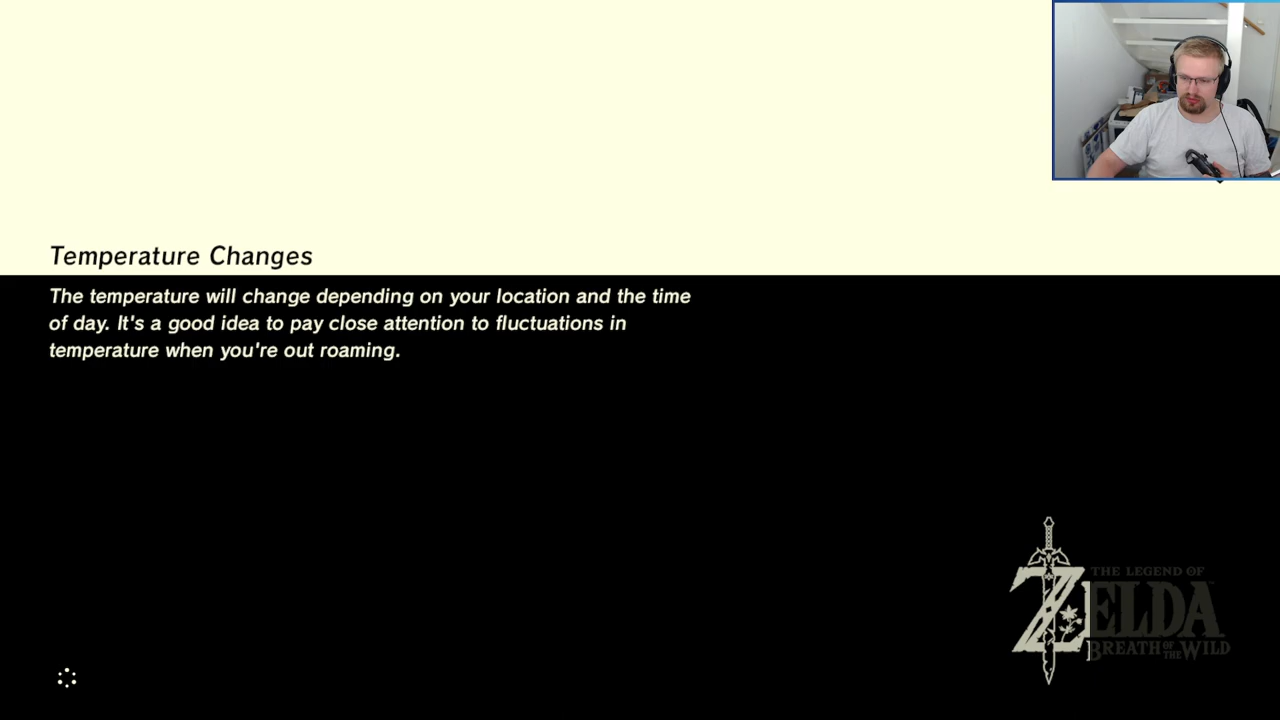 Temperature Changes
The temperature will change depending on your location and the time
of day. It's a good idea to pay close attention to fluctuations in
temperature when you're out roaming.
THE LEGEND OF
ZELDA
BREATH OF THE WILD